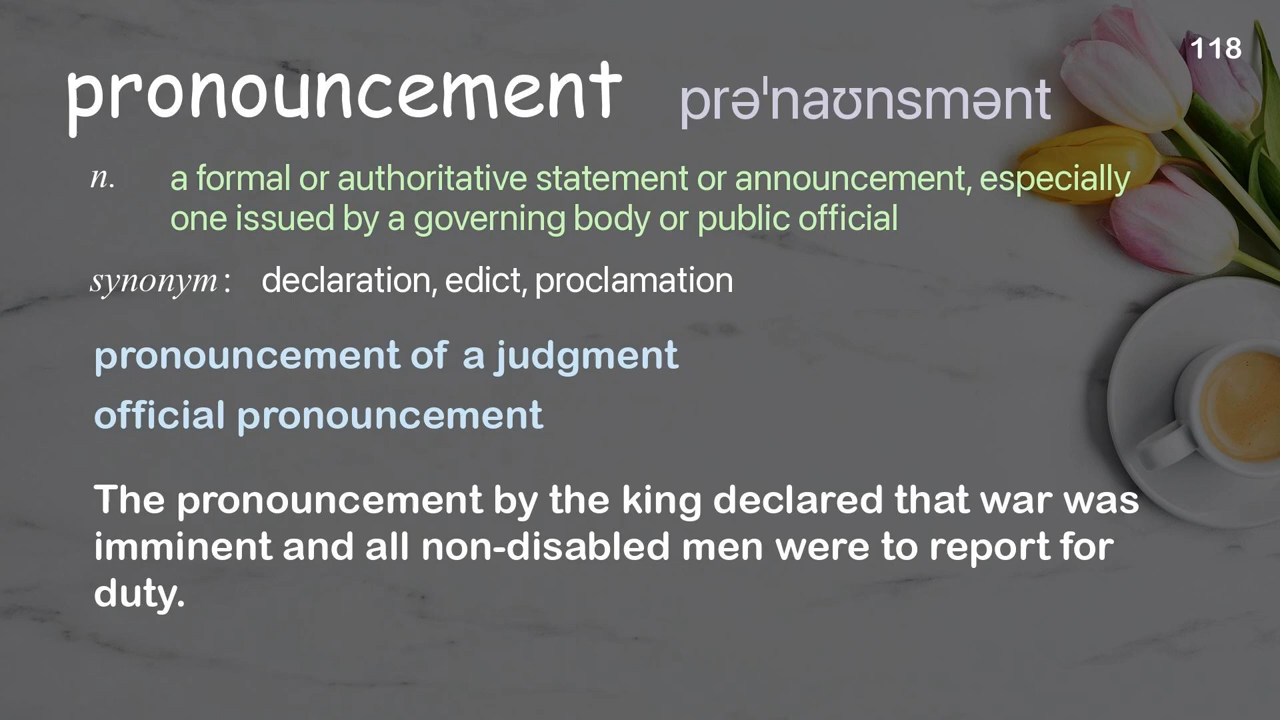 118
pronouncement prəˈnaʊnsmənt
n. a formal or authoritative statement or announcement, especially
one issued by a governing body or public official
synonym : declaration, edict, proclamation
pronouncement of a judgment
official pronouncement
The pronouncement by the king declared that war was
imminent and all non-disabled men were to report for
duty.